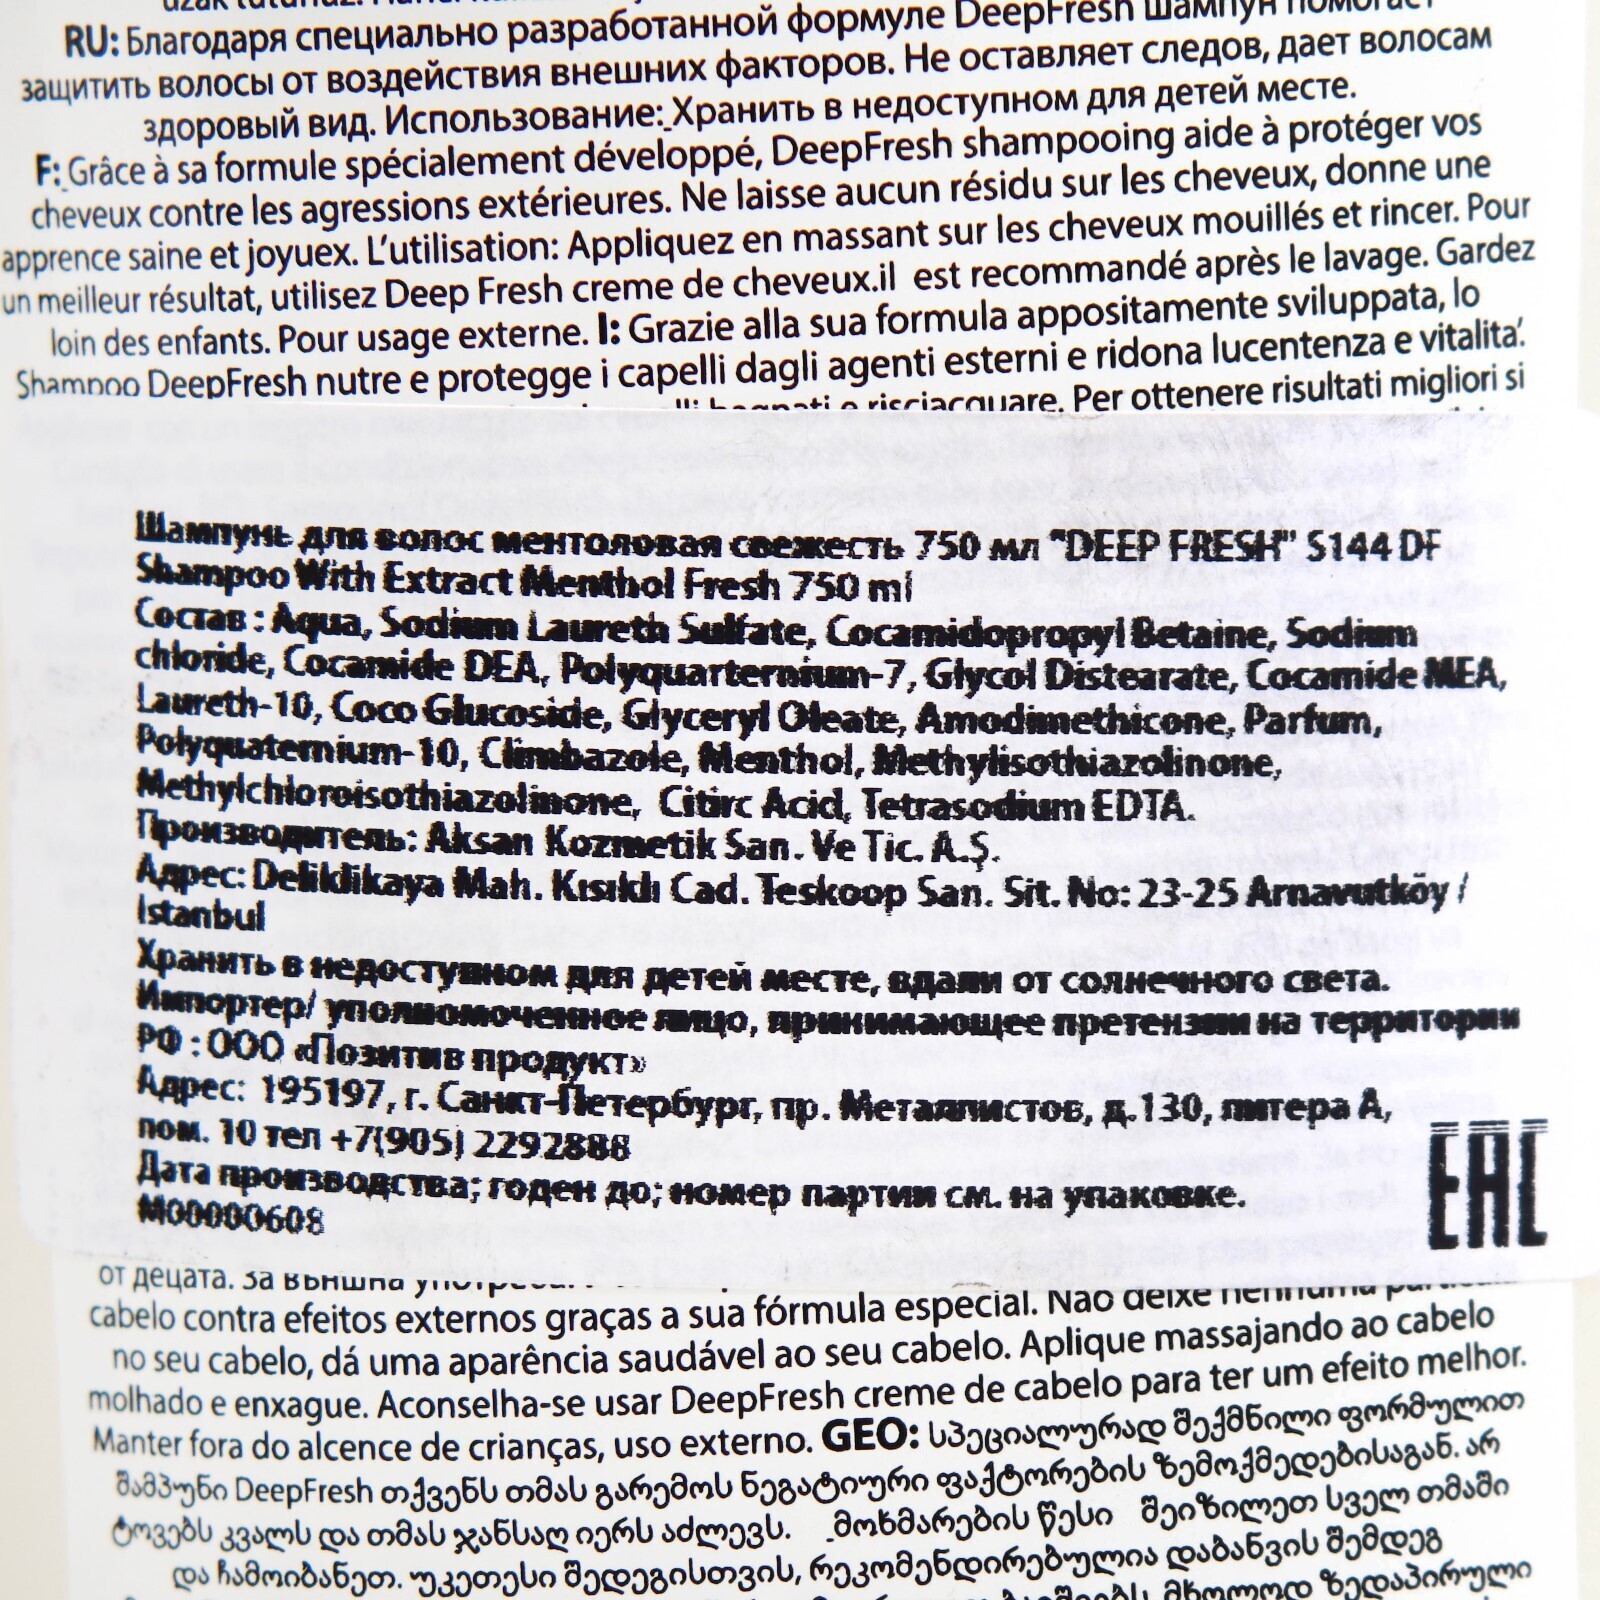 RU: Благодаря специально разработанной формуле DeepFresh шампунь помогает
защитить волосы от воздействия внешних факторов. Не оставляет следов, дает волосам
здоровый вид. Использование: Хранить в недоступном для детей месте.
F: Grâce à sa formule spécialement développé, DeepFresh shampooing aide à protéger vos
cheveux contre les agressions extérieures. Ne laisse aucun résidu sur les cheveux, donne une
apprence saine et joyuex. L'utilisation: Appliquez en massant sur les cheveux mouillés et rincer. Pour
un meilleur résultat, utilisez Deep Fresh creme de cheveux.il est recommandé après le lavage. Gardez
loin des enfants. Pour usage externe. I: Grazie alla sua formula appositamente sviluppata, lo
Shampoo DeepFresh nutre e protegge i capelli dagli agenti esterni e ridona lucentenza e vitalita'.
bagnati e risciacquare. Per ottenere risultati migliori si
Шампунь для волос ментоловая свежесть 750 мл "DEEP FRESH" S144 DF
Shampoo With Extract Menthol Fresh 750 ml
Состав : Aqua, Sodium Laureth Sulfate, Cocamidopropyl Betaine, Sodium
chloride, Cocamide DEA, Polyquarternium-7, Glycol Distearate, Cocamide MEA,
Laureth-10, Coco Glucoside, Glyceryl Oleate, Amodimethicone, Parfum,
Polyquaternium-10, Climbazole, Menthol, Methylisothiazolinone,
Methylchloroisothiazolinone, Citirc Acid, Tetrasodium EDTA.
Производитель: Aksan Kozmetik San. Ve Tic. A.Ş.
Адрес: Deliklikaya Mah. Kısıklı Cad. Teskoop San. Sit. No: 23-25 Arnavutköy /
Istanbul
Хранить в недоступном для детей месте, вдали от солнечного света.
Импортер/ уполномоченное лицо, принимающее претензии на территории
РФ : ООО «Позитив продукт»
Адрес: 195197, г. Санкт-Петербург, пр. Металлистов, д.130, литера А,
пом. 10 тел +7(905) 2292888
Дата производства; годен до; номер партии см. на упаковке.
М00000608
EAC
от децата. За външна употреба.
cabelo contra efeitos externos graças a sua fórmula especial. Não deixe nenhuma
no seu cabelo, dá uma aparência saudável ao seu cabelo. Aplique massajando ao cabelo
molhado e enxague. Aconselha-se usar DeepFresh creme de cabelo para ter um efeito melhor.
Manter fora do alcence de crianças, uso externo. GEO: სპეციალურად შექმნილი ფორმულით
შამპუნი DeepFresh თქვენს თმას გარემოს ნეგატიური ფაქტორების ზემოქმედებისაგან. არ
ტოვებს კვალს და თმას ჯანსაღ იერს აძლევს. მოხმარების წესი შეიზილეთ სველ თმაში
და ჩამოიბანეთ. უკეთესი შედეგისთვის, რეკომენდირებულია დაბანვის შემდეგ
მხოლოდ ზედაპირული